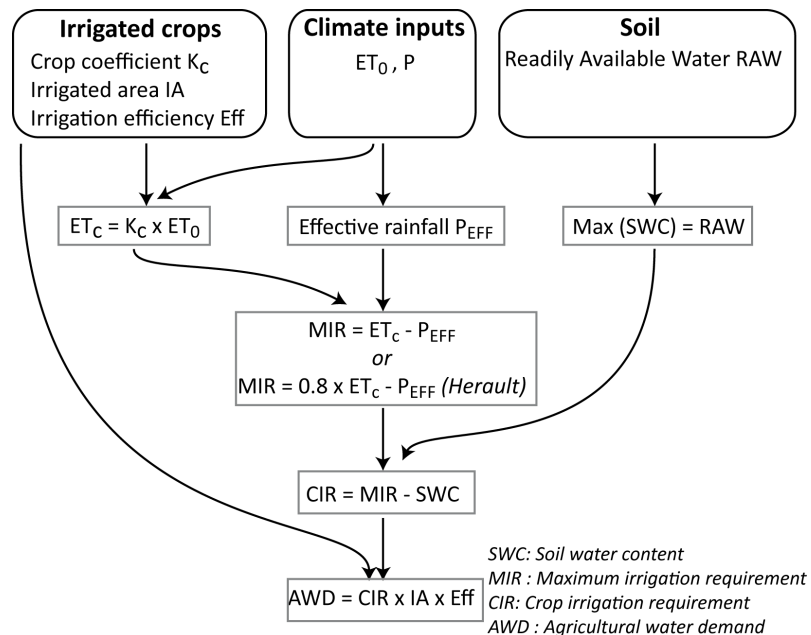 Irrigated crops
Crop coefficient Kc
Irrigated area IA
Irrigation efficiency Eff
Climate inputs
ET0 , P
Soil
Readily Available Water RAW
ETc = Kc x ET0
Effective rainfall PEFF
Max (SWC) = RAW
MIR = ETc - PEFF
or
MIR = 0.8 x ETc - PEFF (Herault)
CIR = MIR - SWC
AWD = CIR x IA x Eff
SWC: Soil water content
MIR : Maximum irrigation requirement
CIR: Crop irrigation requirement
AWD : Agricultural water demand